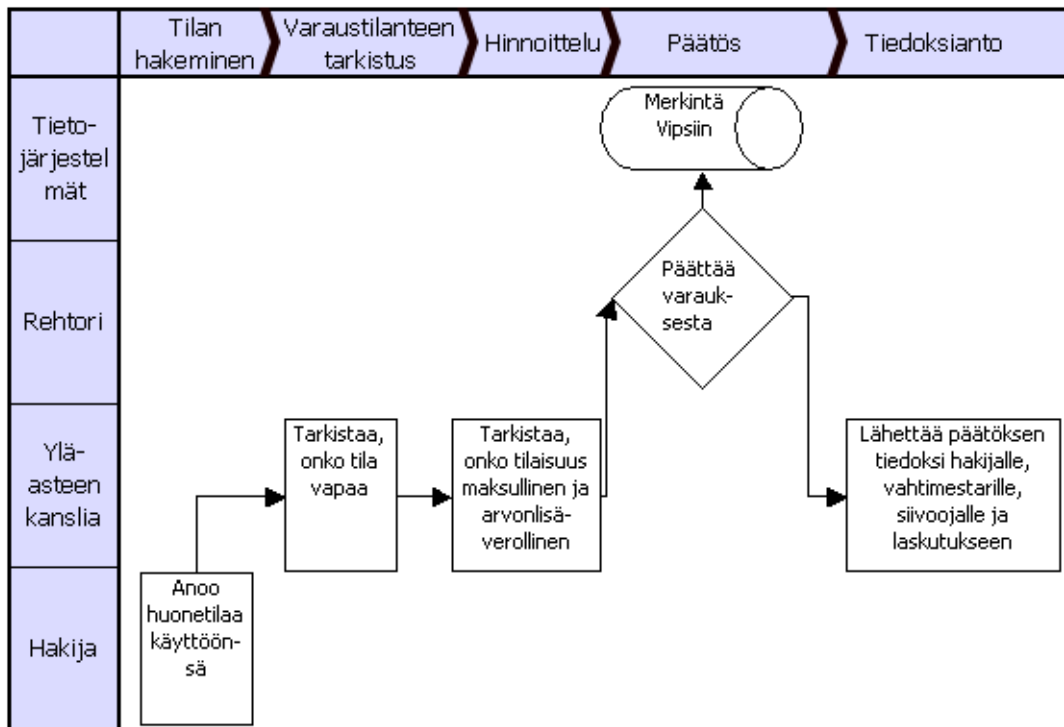 Tilan
hakeminen
Varaustilanteen
tarkistus
Hinnoittelu
Päätös
Tiedoksianto
Tieto-
järjestel
mät
Merkintä
Vipsiin
Rehtori
Päättää
varauk-
sesta
Ylä-
asteen
kanslia
Tarkistaa,
onko tila
vapaa
Tarkistaa,
onko tilaisuus
maksullinen ja
arvonlisä-
verollinen
Lähettää päätöksen
tiedoksi hakijalle,
vahtimestarille,
siivoojalle ja
laskutukseen
Hakija
Anoo
huonetilaa
käyttöön-
sä